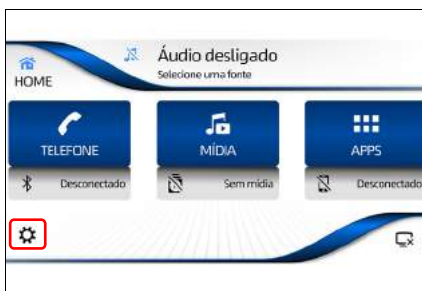 Áudio desligado
Selecione uma fonte
HOME
TELEFONE
MÍDIA
APPS
Desconectado
Sem mídia
Desconectado